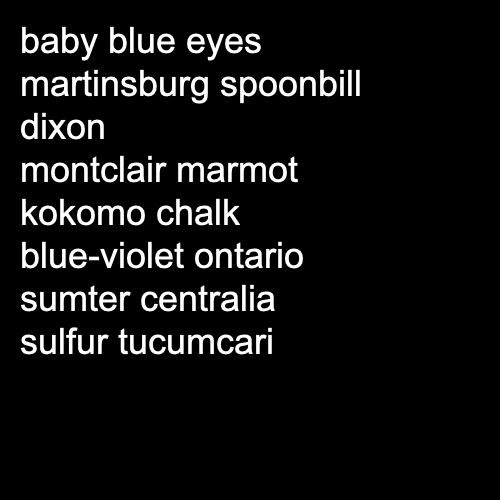 baby blue eyes
martinsburg spoonbill
dixon
montclair marmot
kokomo chalk
blue-violet ontario
sumter centralia
sulfur tucumcari